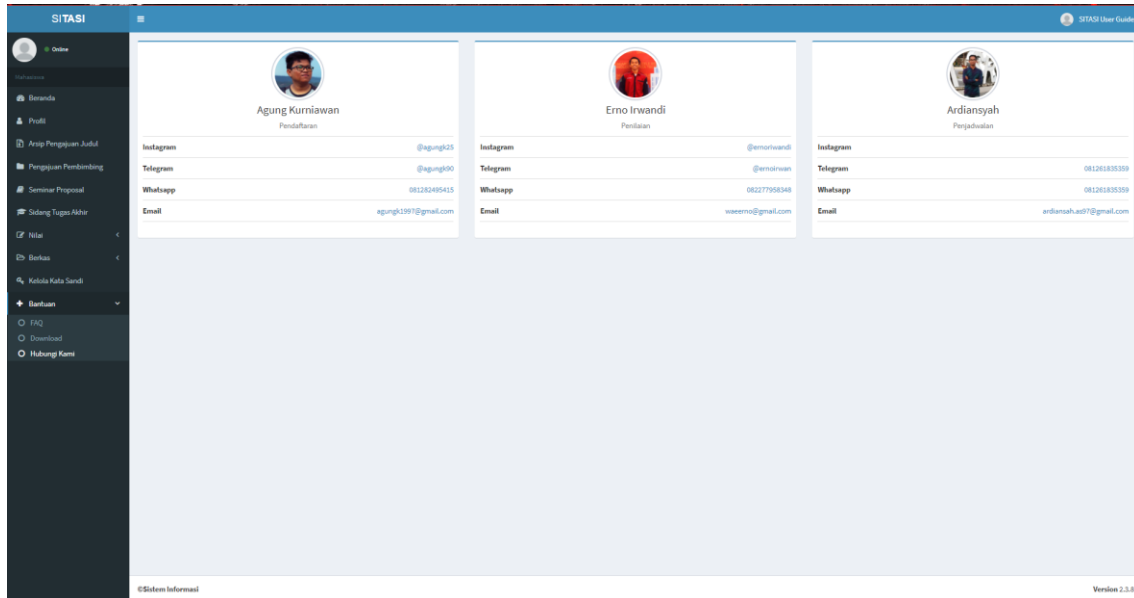 SITASI
SITASI User Guide
Online
Mahasiswa
Beranda
Profil
Arsip Pengajuan Judul
Pengajuan Pembimbing
Seminar Proposal
Sidang Tugas Akhir
Nilai
Berkas
Kelola Kata Sandi
Bantuan
FAQ
Download
Hubungi Kami
Agung Kurniawan
Pendaftaran
Instagram @agungk25
Telegram @agungk90
Whatsapp 081282495415
Email agungk1997@gmail.com
Erno Irwandi
Penilaian
Instagram @ernoriwandi
Telegram @ernoirwan
Whatsapp 082277958348
Email waeerno@gmail.com
Ardiansyah
Penjadwalan
Instagram
Telegram 081261835359
Whatsapp 081261835359
Email ardiansah.as97@gmail.com
©Sistem Informasi
Version 2.3.8